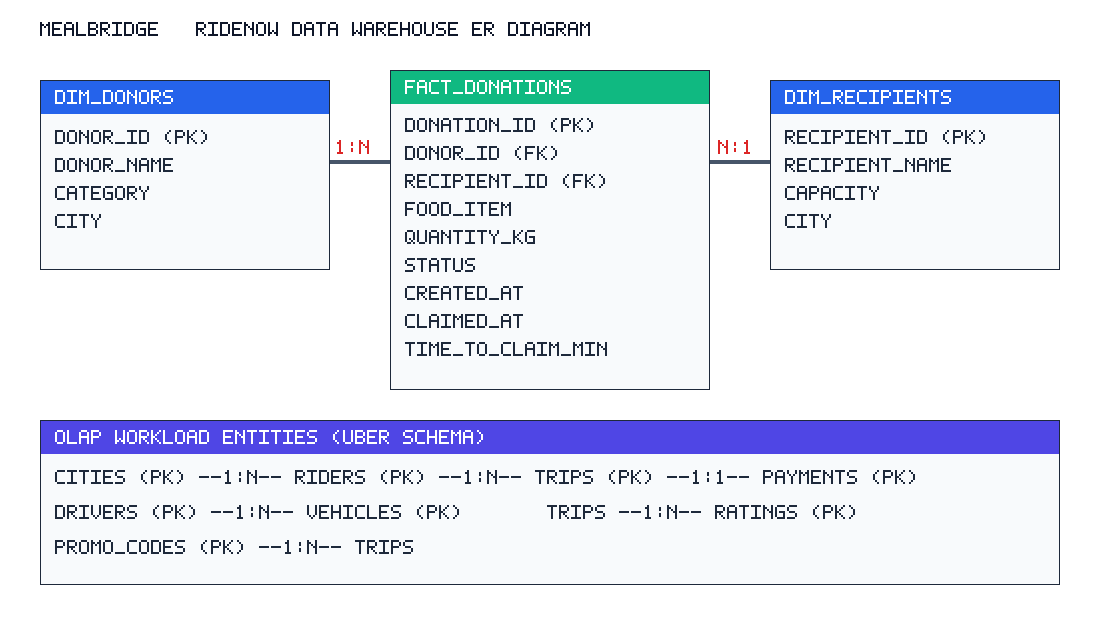 MEALBRIDGE   RIDENOW DATA WAREHOUSE ER DIAGRAM
DIM_DONORS
DONOR_ID (PK)
DONOR_NAME
CATEGORY
CITY
1:N
FACT_DONATIONS
DONATION_ID (PK)
DONOR_ID (FK)
RECIPIENT_ID (FK)
FOOD_ITEM
QUANTITY_KG
STATUS
CREATED_AT
CLAIMED_AT
TIME_TO_CLAIM_MIN
N:1
DIM_RECIPIENTS
RECIPIENT_ID (PK)
RECIPIENT_NAME
CAPACITY
CITY
OLAP WORKLOAD ENTITIES (UBER SCHEMA)
CITIES (PK) --1:N-- RIDERS (PK) --1:N-- TRIPS (PK) --1:1-- PAYMENTS (PK)
DRIVERS (PK) --1:N-- VEHICLES (PK)       TRIPS --1:N-- RATINGS (PK)
PROMO_CODES (PK) --1:N-- TRIPS